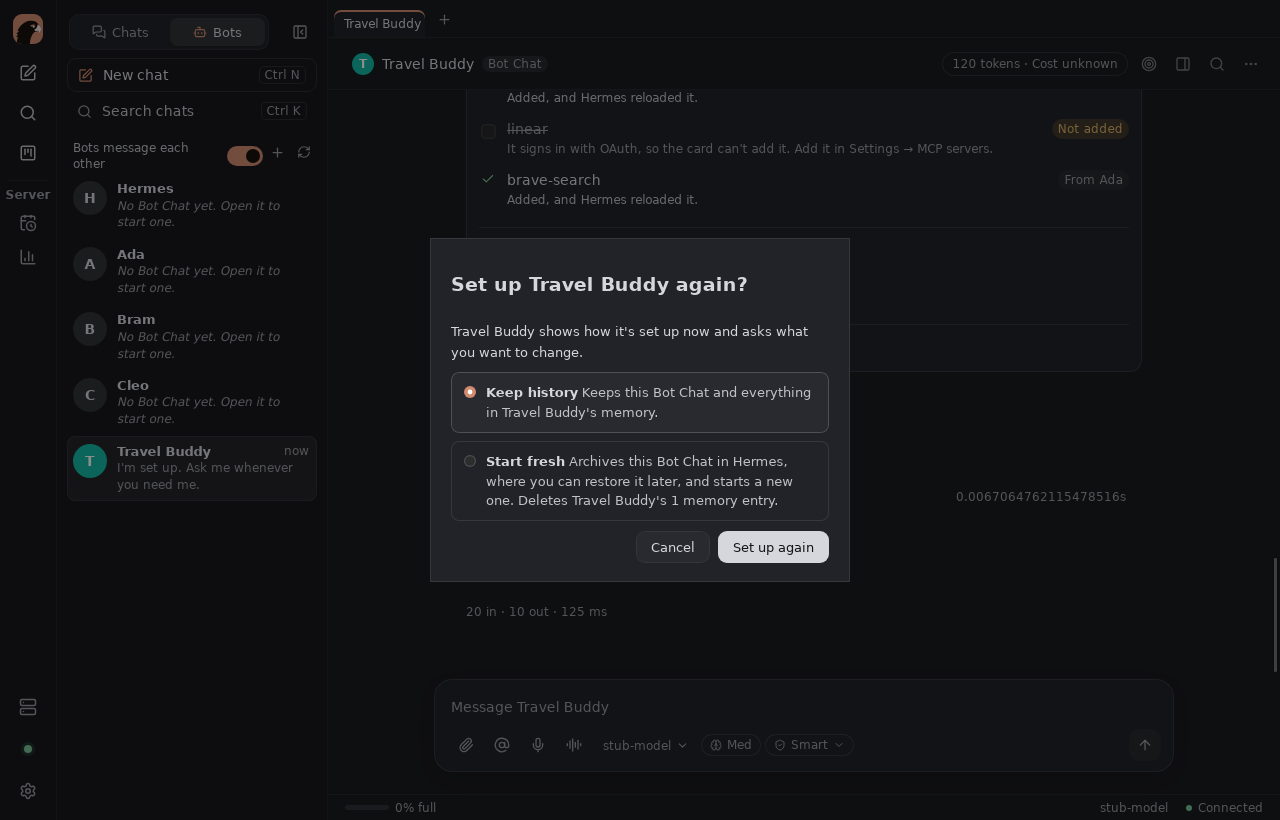 Chats
Bots
Travel Buddy
New chat
Ctrl N
Search chats
Ctrl K
Bots message each
other
Server
H
Hermes
No Bot Chat yet. Open it to
start one.
A
Ada
No Bot Chat yet. Open it to
start one.
B
Bram
No Bot Chat yet. Open it to
start one.
C
Cleo
No Bot Chat yet. Open it to
start one.
T
Travel Buddy
now
I'm set up. Ask me whenever
you need me.
T
Travel Buddy
Bot Chat
120 tokens · Cost unknown
Added, and Hermes reloaded it.
linear
Not added
It signs in with OAuth, so the card can't add it. Add it in Settings → MCP servers.
brave-search
From Ada
Added, and Hermes reloaded it.
Set up Travel Buddy again?
Travel Buddy shows how it's set up now and asks what
you want to change.
Keep history Keeps this Bot Chat and everything
in Travel Buddy's memory.
Start fresh Archives this Bot Chat in Hermes,
where you can restore it later, and starts a new
one. Deletes Travel Buddy's 1 memory entry.
Cancel
Set up again
0.0067064762115478516s
20 in · 10 out · 125 ms
Message Travel Buddy
stub-model
Med
Smart
0% full
stub-model
Connected